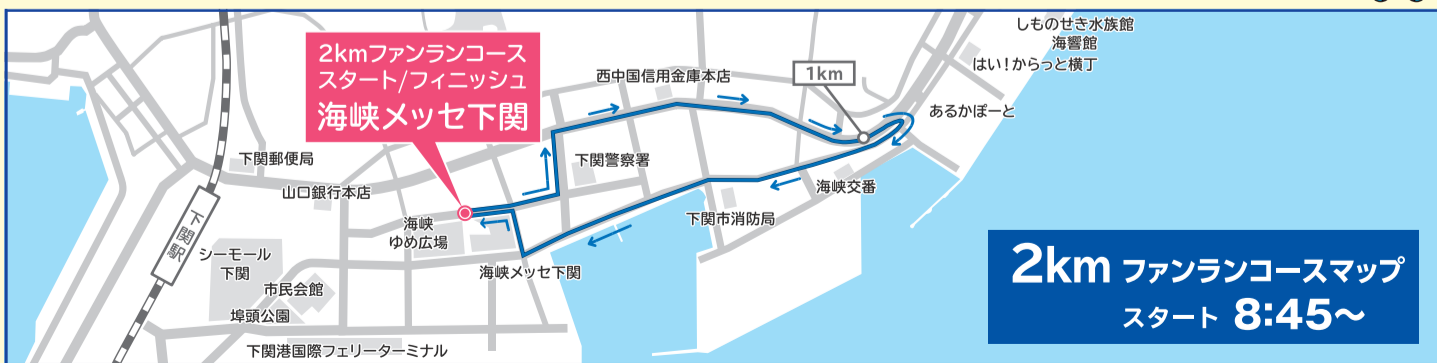 しものせき水族館
海響館
はい!からっと横丁
2kmファンランコース
スタート/フィニッシュ
海峡メッセ下関
西中国信用金庫本店
1km
あるかぽーと
下関郵便局
下関警察署
山口銀行本店
海峡交番
下関駅
海峡
ゆめ広場
下関市消防局
シーモール
下関
海峡メッセ下関
市民会館
埠頭公園
下関港国際フェリーターミナル
2km ファンランコースマップ
スタート 8:45～